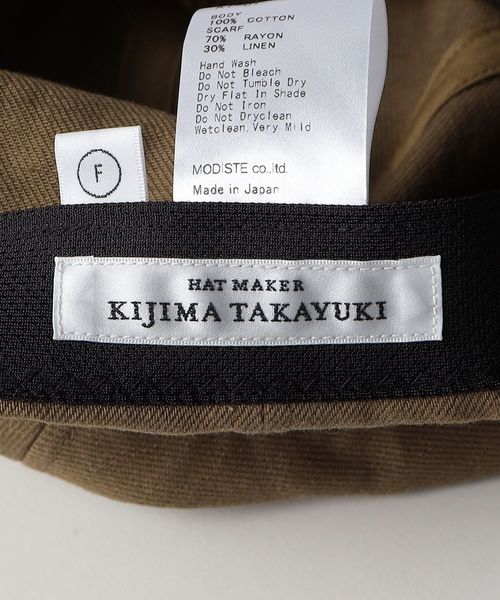 BODY
100% COTTON
SCARF
70% RAYON
30% LINEN
Hand Wash
Do Not Bleach
Do Not Tumble Dry
Dry Flat In Shade
Do Not Iron
Do Not Dryclean
Wetclean.Very Mild
MODISTE co.,ltd.
Made in Japan
F
HAT MAKER
KIJIMA TAKAYUKI